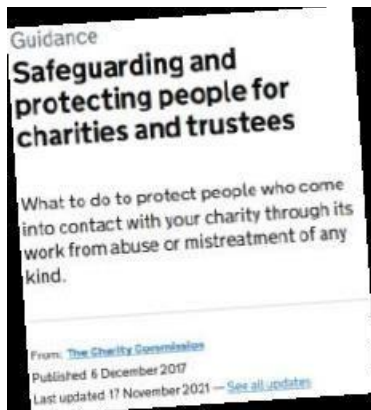 Guidance
Safeguarding and
protecting people for
charities and trustees
What to do to protect people who come
into contact with your charity through its
work from abuse or mistreatment of any
kind.
From: The Charity Commission
Published 6 December 2017
Last updated 17 November 2021 — See all updates